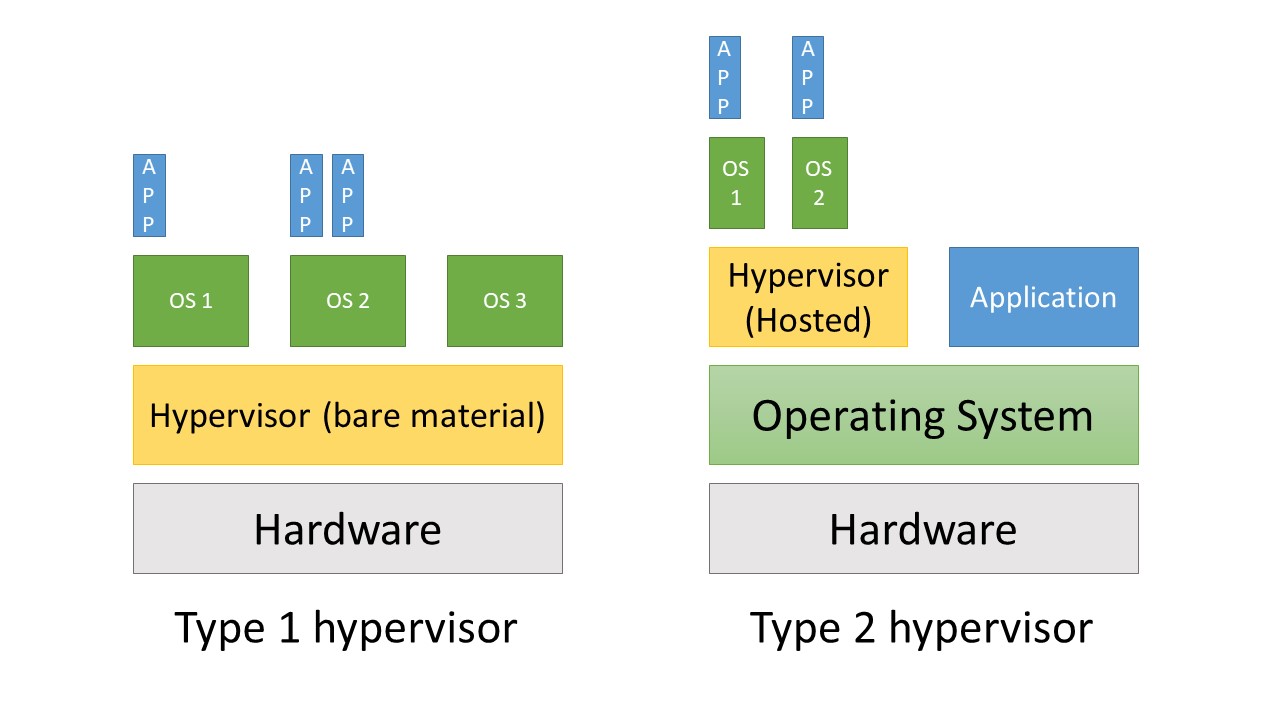 APP
APP
APP
OS 1
OS 2
OS 3
Hypervisor (bare material)
Hardware
Type 1 hypervisor
APP
APP
OS
1
OS
2
Hypervisor
(Hosted)
Application
Operating System
Hardware
Type 2 hypervisor